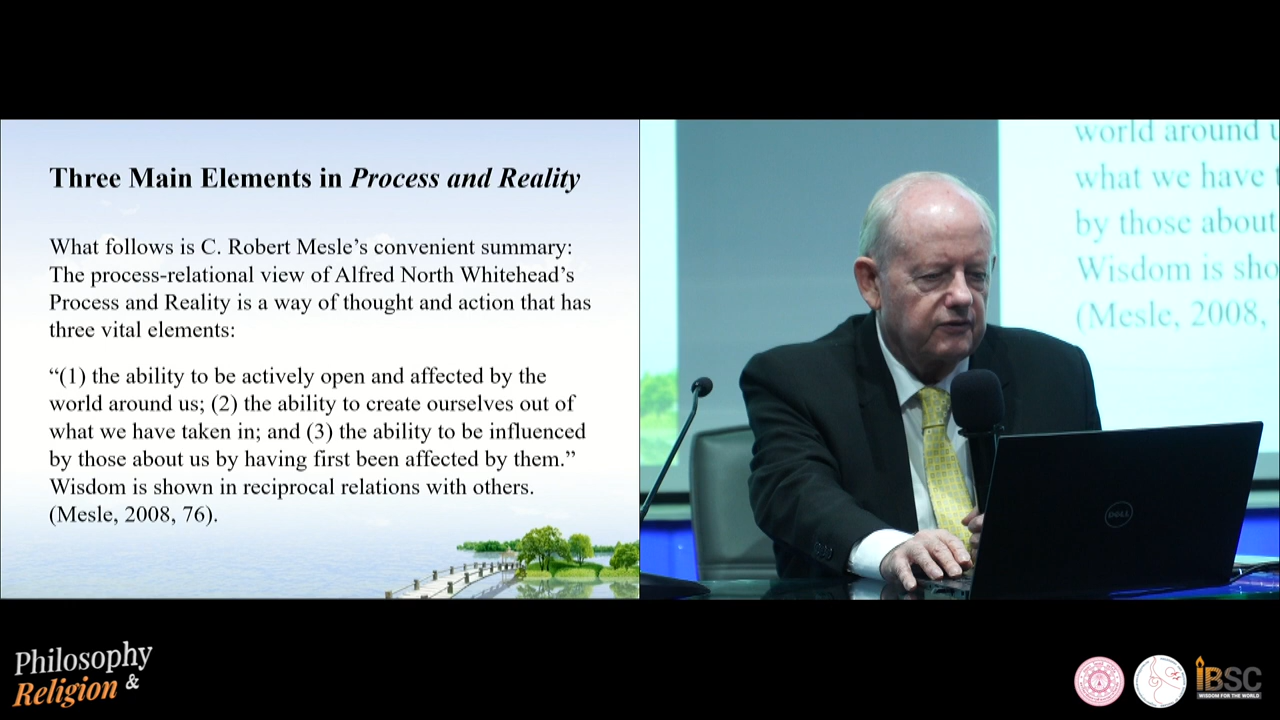 Three Main Elements in Process and Reality
What follows is C. Robert Mesle’s convenient summary:
The process-relational view of Alfred North Whitehead’s
Process and Reality is a way of thought and action that has
three vital elements:
“(1) the ability to be actively open and affected by the
world around us; (2) the ability to create ourselves out of
what we have taken in; and (3) the ability to be influenced
by those about us by having first been affected by them.”
Wisdom is shown in reciprocal relations with others.
(Mesle, 2008, 76).
world around
what we have
by those about
Wisdom is sho
(Mesle, 2008,
DELL
Philosophy
Religion &
iBSC
WISDOM FOR THE WORLD